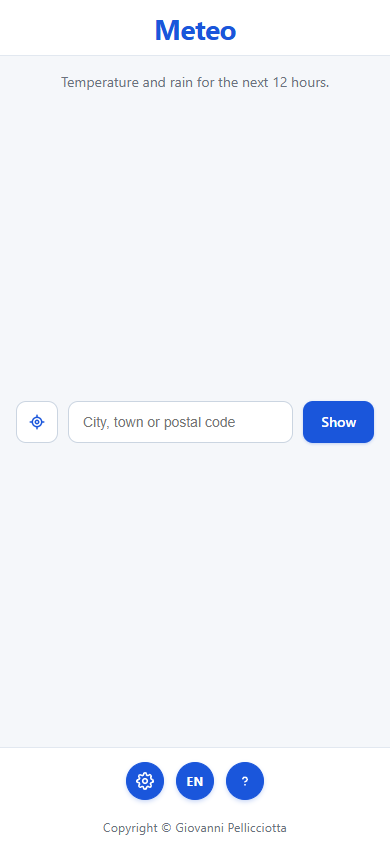 Meteo
Temperature and rain for the next 12 hours.
City, town or postal code
Show
EN
?
Copyright © Giovanni Pellicciotta